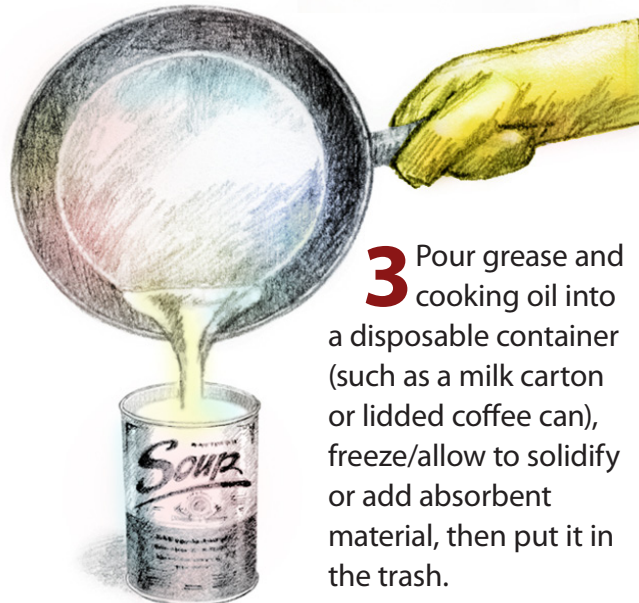 3 Pour grease and
cooking oil into
a disposable container
(such as a milk carton
or lidded coffee can),
freeze/allow to solidify
or add absorbent
material, then put it in
the trash.
Soup